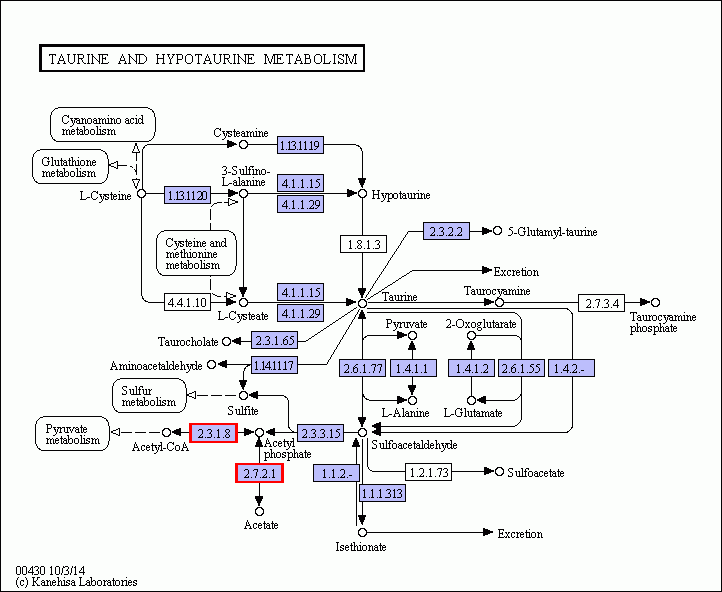 TAURINE AND HYPOTAURINE METABOLISM
Cyanoamino acid
metabolism
Cysteamine
1.13.11.19
Glutathione
metabolism
3-Sulfino-
L-alanine
4.1.1.15
L-Cysteine
1.13.11.20
Hypotaurine
4.1.1.29
2.3.2.2
5-Glutamyl-taurine
Cysteine and
methionine
metabolism
1.8.1.3
Excretion
4.1.1.15
Taurocyamine
4.4.1.10
Taurine
2.7.3.4
L-Cysteate
4.1.1.29
Taurocyamine
phosphate
Pyruvate
2-Oxoglutarate
Taurocholate
2.3.1.65
Aminoacetaldehyde
1.14.11.17
2.6.1.77
1.4.1.1
1.4.1.2
2.6.1.55
1.4.2.-
Sulfur
metabolism
Sulfite
L-Alanine
L-Glutamate
Pyruvate
metabolism
2.3.1.8
2.3.3.15
Acetyl-CoA
Acetyl
phosphate
Sulfoacetaldehyde
2.7.2.1
1.1.2.-
1.2.1.73
Sulfoacetate
1.1.1.313
Acetate
Isethionate
Excretion
00430 10/3/14
(c) Kanehisa Laboratories